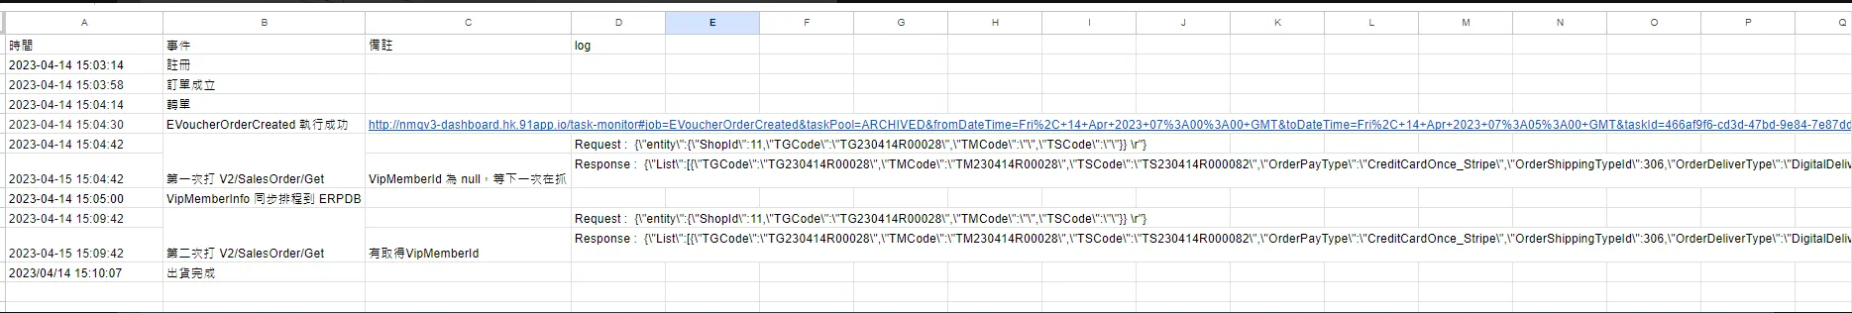 A B C D E F G H I J K L M N O P Q
時間 事件 備註 log
2023-04-14 15:03:14 註冊
2023-04-14 15:03:58 訂單成立
2023-04-14 15:04:14 轉單
2023-04-14 15:04:30 EVoucherOrderCreated 執行成功 http://nmqv3-dashboard.hk.91app.io/task-monitor#job=EVoucherOrderCreated&taskPool=ARCHIVED&fromDateTime=Fri%2C+14+Apr+2023+07%3A00%3A00+GMT&toDateTime=Fri%2C+14+Apr+2023+07%3A05%3A00+GMT&taskId=466af9f6-cd3d-47bd-9e84-7e87dd
2023-04-14 15:04:42 Request : {\"entity\":{\"ShopId\":11,\"TGCode\":\"TG230414R00028\",\"TMCode\":\"\",\"TSCode\":\"\"}} \r"}
Response : {\"List\":[{\"TGCode\":\"TG230414R00028\",\"TMCode\":\"TM230414R00028\",\"TSCode\":\"TS230414R000082\",\"OrderPayType\":\"CreditCardOnce_Stripe\",\"OrderShippingTypeId\":306,\"OrderDeliverType\":\"DigitalDeliv
2023-04-15 15:04:42 第一次打 V2/SalesOrder/Get VipMemberId 為 null，等下一次在抓
2023-04-14 15:05:00 VipMemberInfo 同步排程到 ERPDB
2023-04-14 15:09:42 Request : {\"entity\":{\"ShopId\":11,\"TGCode\":\"TG230414R00028\",\"TMCode\":\"\",\"TSCode\":\"\"}} \r"}
Response : {\"List\":[{\"TGCode\":\"TG230414R00028\",\"TMCode\":\"TM230414R00028\",\"TSCode\":\"TS230414R000082\",\"OrderPayType\":\"CreditCardOnce_Stripe\",\"OrderShippingTypeId\":306,\"OrderDeliverType\":\"DigitalDeliv
2023-04-15 15:09:42 第二次打 V2/SalesOrder/Get 有取得VipMemberId
2023/04/14 15:10:07 出貨完成